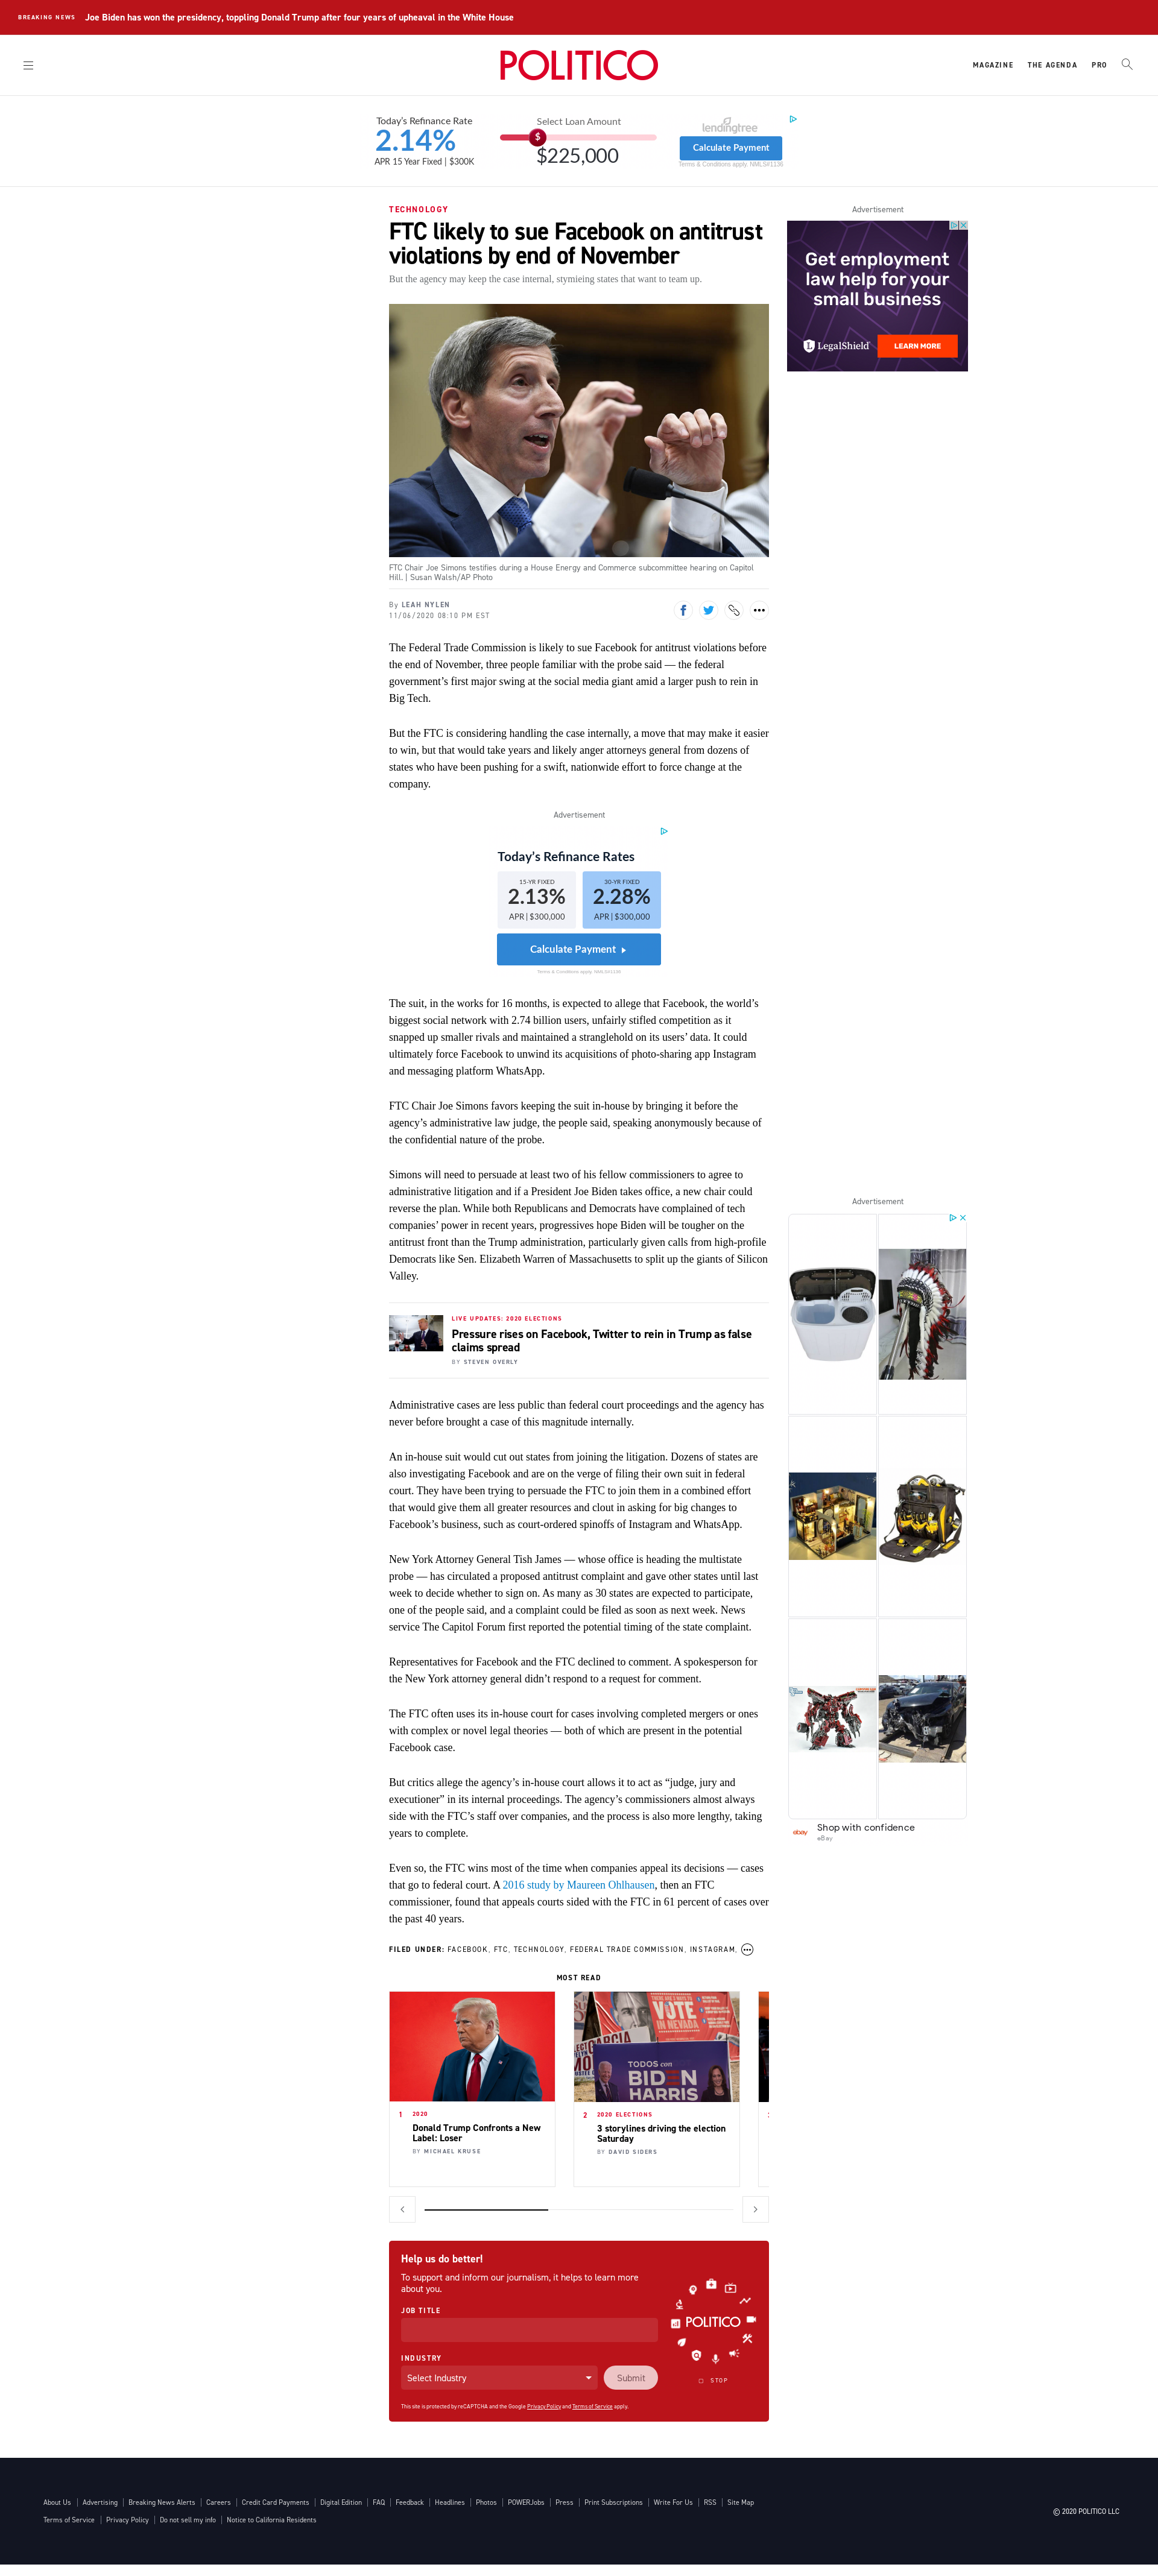 BREAKING NEWS Joe Biden has won the presidency, toppling Donald Trump after four years of upheaval in the White House
POLITICO
MAGAZINE THE AGENDA PRO
Today's Refinance Rate
2.14%
APR 15 Year Fixed | $300K
Select Loan Amount
$
$225,000
lendingtree
Calculate Payment
Terms & Conditions apply. NMLS#1136
TECHNOLOGY
FTC likely to sue Facebook on antitrust
violations by end of November
But the agency may keep the case internal, stymieing states that want to team up.
Advertisement
Get employment
law help for your
small business
LegalShield
LEARN MORE
FTC Chair Joe Simons testifies during a House Energy and Commerce subcommittee hearing on Capitol
Hill. | Susan Walsh/AP Photo
By LEAH NYLEN
11/06/2020 08:10 PM EST
The Federal Trade Commission is likely to sue Facebook for antitrust violations before
the end of November, three people familiar with the probe said — the federal
government's first major swing at the social media giant amid a larger push to rein in
Big Tech.
But the FTC is considering handling the case internally, a move that may make it easier
to win, but that would take years and likely anger attorneys general from dozens of
states who have been pushing for a swift, nationwide effort to force change at the
company.
Advertisement
Today's Refinance Rates
15-YR FIXED
2.13%
APR | $300,000
30-YR FIXED
2.28%
APR | $300,000
Calculate Payment
Terms & Conditions apply. NMLS#1136
The suit, in the works for 16 months, is expected to allege that Facebook, the world's
biggest social network with 2.74 billion users, unfairly stifled competition as it
snapped up smaller rivals and maintained a stranglehold on its users' data. It could
ultimately force Facebook to unwind its acquisitions of photo-sharing app Instagram
and messaging platform WhatsApp.
FTC Chair Joe Simons favors keeping the suit in-house by bringing it before the
agency's administrative law judge, the people said, speaking anonymously because of
the confidential nature of the probe.
Simons will need to persuade at least two of his fellow commissioners to agree to
administrative litigation and if a President Joe Biden takes office, a new chair could
reverse the plan. While both Republicans and Democrats have complained of tech
companies' power in recent years, progressives hope Biden will be tougher on the
antitrust front than the Trump administration, particularly given calls from high-profile
Democrats like Sen. Elizabeth Warren of Massachusetts to split up the giants of Silicon
Valley.
LIVE UPDATES: 2020 ELECTIONS
Pressure rises on Facebook, Twitter to rein in Trump as false
claims spread
BY STEVEN OVERLY
Administrative cases are less public than federal court proceedings and the agency has
never before brought a case of this magnitude internally.
An in-house suit would cut out states from joining the litigation. Dozens of states are
also investigating Facebook and are on the verge of filing their own suit in federal
court. They have been trying to persuade the FTC to join them in a combined effort
that would give them all greater resources and clout in asking for big changes to
Facebook's business, such as court-ordered spinoffs of Instagram and WhatsApp.
New York Attorney General Tish James — whose office is heading the multistate
probe — has circulated a proposed antitrust complaint and gave other states until last
week to decide whether to sign on. As many as 30 states are expected to participate,
one of the people said, and a complaint could be filed as soon as next week. News
service The Capitol Forum first reported the potential timing of the state complaint.
Representatives for Facebook and the FTC declined to comment. A spokesperson for
the New York attorney general didn't respond to a request for comment.
The FTC often uses its in-house court for cases involving completed mergers or ones
with complex or novel legal theories — both of which are present in the potential
Facebook case.
But critics allege the agency's in-house court allows it to act as "judge, jury and
executioner" in its internal proceedings. The agency's commissioners almost always
side with the FTC's staff over companies, and the process is also more lengthy, taking
years to complete.
Even so, the FTC wins most of the time when companies appeal its decisions — cases
that go to federal court. A 2016 study by Maureen Ohlhausen, then an FTC
commissioner, found that appeals courts sided with the FTC in 61 percent of cases over
the past 40 years.
Advertisement
ebay
Shop with confidence
eBay
FILED UNDER: FACEBOOK, FTC, TECHNOLOGY, FEDERAL TRADE COMMISSION, INSTAGRAM,
MOST READ
VOTE
IN NEVADA
GARCIA
TODOS con
BIDEN
HARRIS
1 2020
Donald Trump Confronts a New
Label: Loser
BY MICHAEL KRUSE
2 2020 ELECTIONS
3 storylines driving the election
Saturday
BY DAVID SIDERS
Help us do better!
To support and inform our journalism, it helps to learn more
about you.
JOB TITLE
INDUSTRY
Select Industry
Submit
POLITICO
STOP
This site is protected by reCAPTCHA and the Google Privacy Policy and Terms of Service apply.
About Us | Advertising | Breaking News Alerts | Careers | Credit Card Payments | Digital Edition | FAQ | Feedback | Headlines | Photos | POWERJobs | Press | Print Subscriptions | Write For Us | RSS | Site Map
Terms of Service | Privacy Policy | Do not sell my info | Notice to California Residents
© 2020 POLITICO LLC